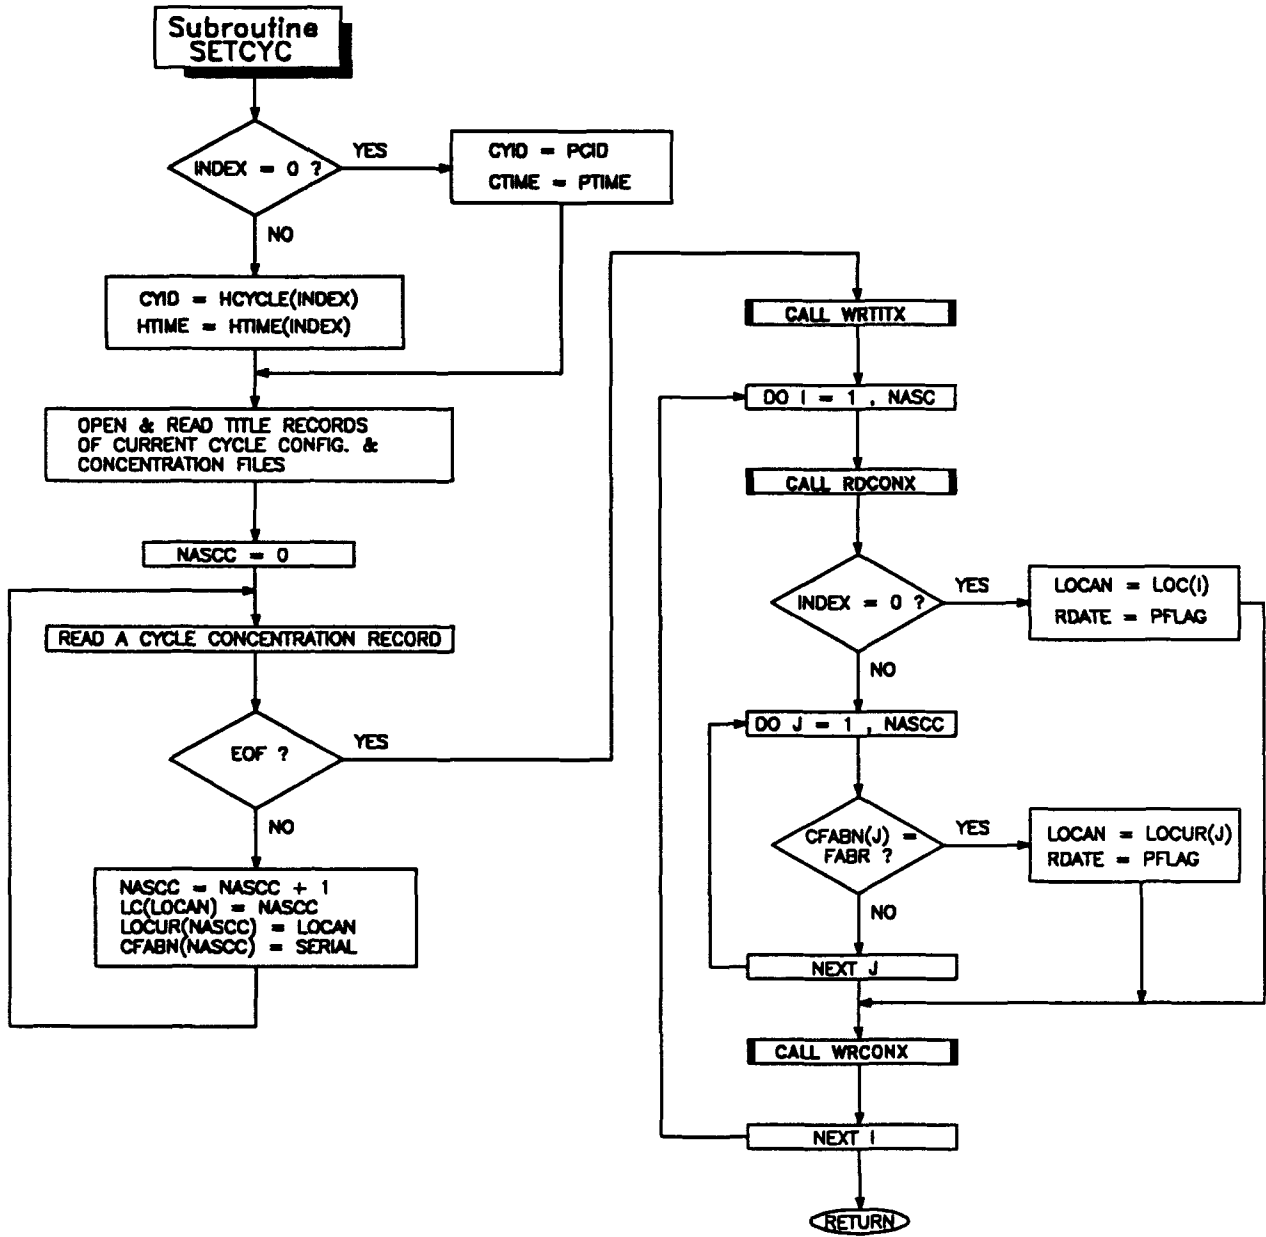 Subroutine
SETCYC
INDEX = 0 ?
YES
CYID = PCID
CTIME = PTIME
NO
CYID = HCYCLE(INDEX)
HTIME = HTIME(INDEX)
OPEN & READ TITLE RECORDS
OF CURRENT CYCLE CONFIG. &
CONCENTRATION FILES
NASCC = 0
READ A CYCLE CONCENTRATION RECORD
EOF ?
YES
NO
NASCC = NASCC + 1
LC(LOCAN) = NASCC
LOCUR(NASCC) = LOCAN
CFABN(NASCC) = SERIAL
CALL WRTITX
DO I = 1 , NASC
CALL RDCONX
INDEX = 0 ?
YES
LOCAN = LOC(I)
RDATE = PFLAG
NO
DO J = 1 , NASCC
CFABN(J) =
FABR ?
YES
LOCAN = LOCUR(J)
RDATE = PFLAG
NO
NEXT J
CALL WRCONX
NEXT I
RETURN